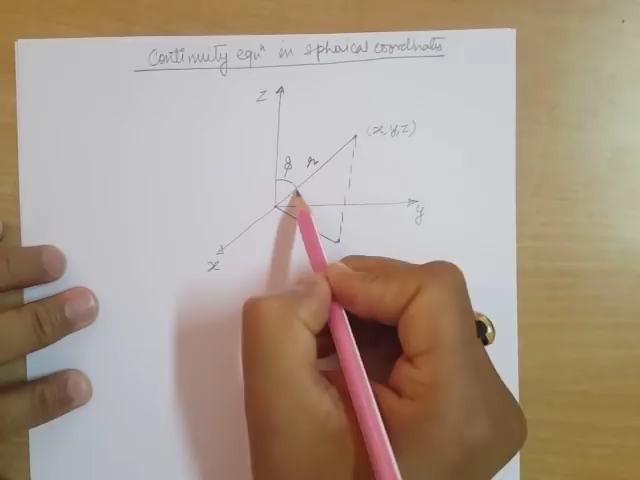 Continuity eqⁿ in spherical coordinates
z
(x, y, z)
φ r
y
x